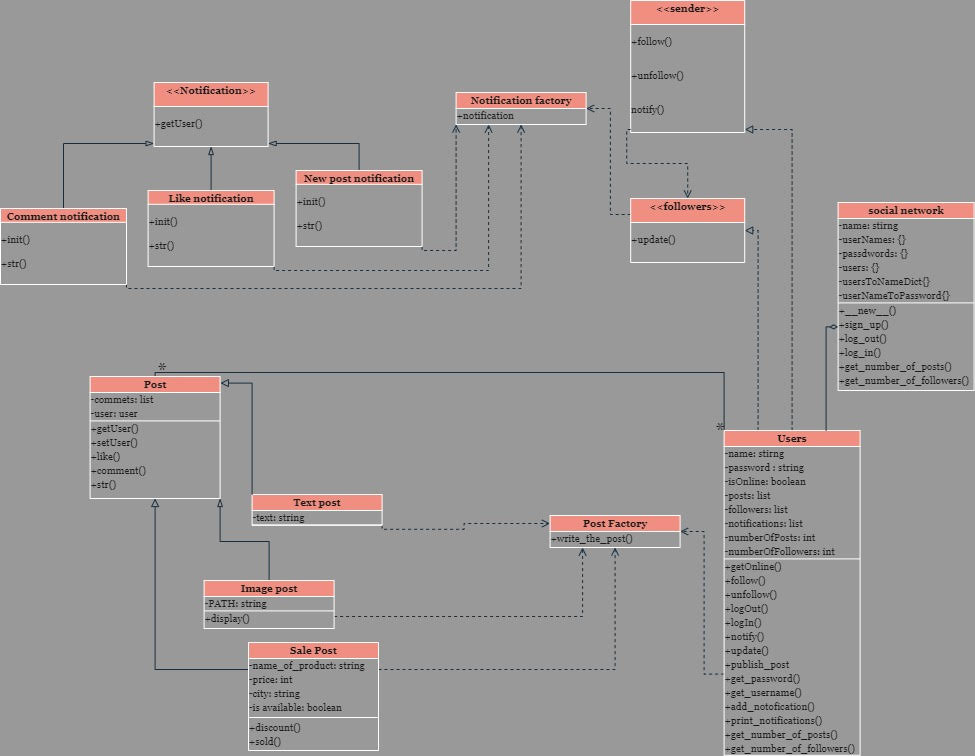 <<sender>>
+follow()
+unfollow()
notify()
<<Notification>>
+getUser()
Notification factory
+notification
New post notification
+init()
+str()
Like notification
+init()
+str()
Comment notification
+init()
+str()
<<followers>>
+update()
social network
-name: stirng
-userNames: {}
-passdwords: {}
-users: {}
-usersToNameDict{}
-userNameToPassword{}
+__new__()
+sign_up()
+log_out()
+log_in()
+get_number_of_posts()
+get_number_of_followers()
*
Post
-commets: list
-user: user
+getUser()
+setUser()
+like()
+comment()
+str()
*
Users
-name: stirng
-password : string
-isOnline: boolean
-posts: list
-followers: list
-notifications: list
-numberOfPosts: int
-numberOfFollowers: int
+getOnline()
+follow()
+unfollow()
+logOut()
+logIn()
+notify()
+update()
+publish_post
+get_password()
+get_username()
+add_notofication()
+print_notifications()
+get_number_of_posts()
+get_number_of_followers()
Text post
-text: string
Post Factory
+write_the_post()
Image post
-PATH: string
+display()
Sale Post
-name_of_product: string
-price: int
-city: string
-is available: boolean
+discount()
+sold()